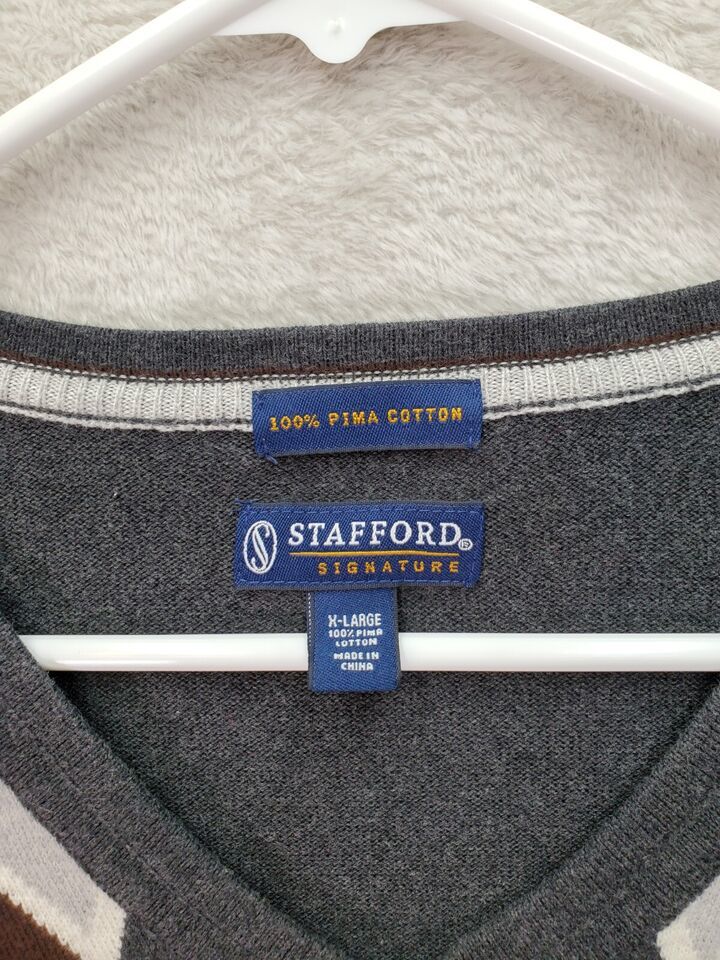 100% PIMA COTTON
S STAFFORD®
SIGNATURE
X-LARGE
100% PIMA
COTTON
MADE IN
CHINA